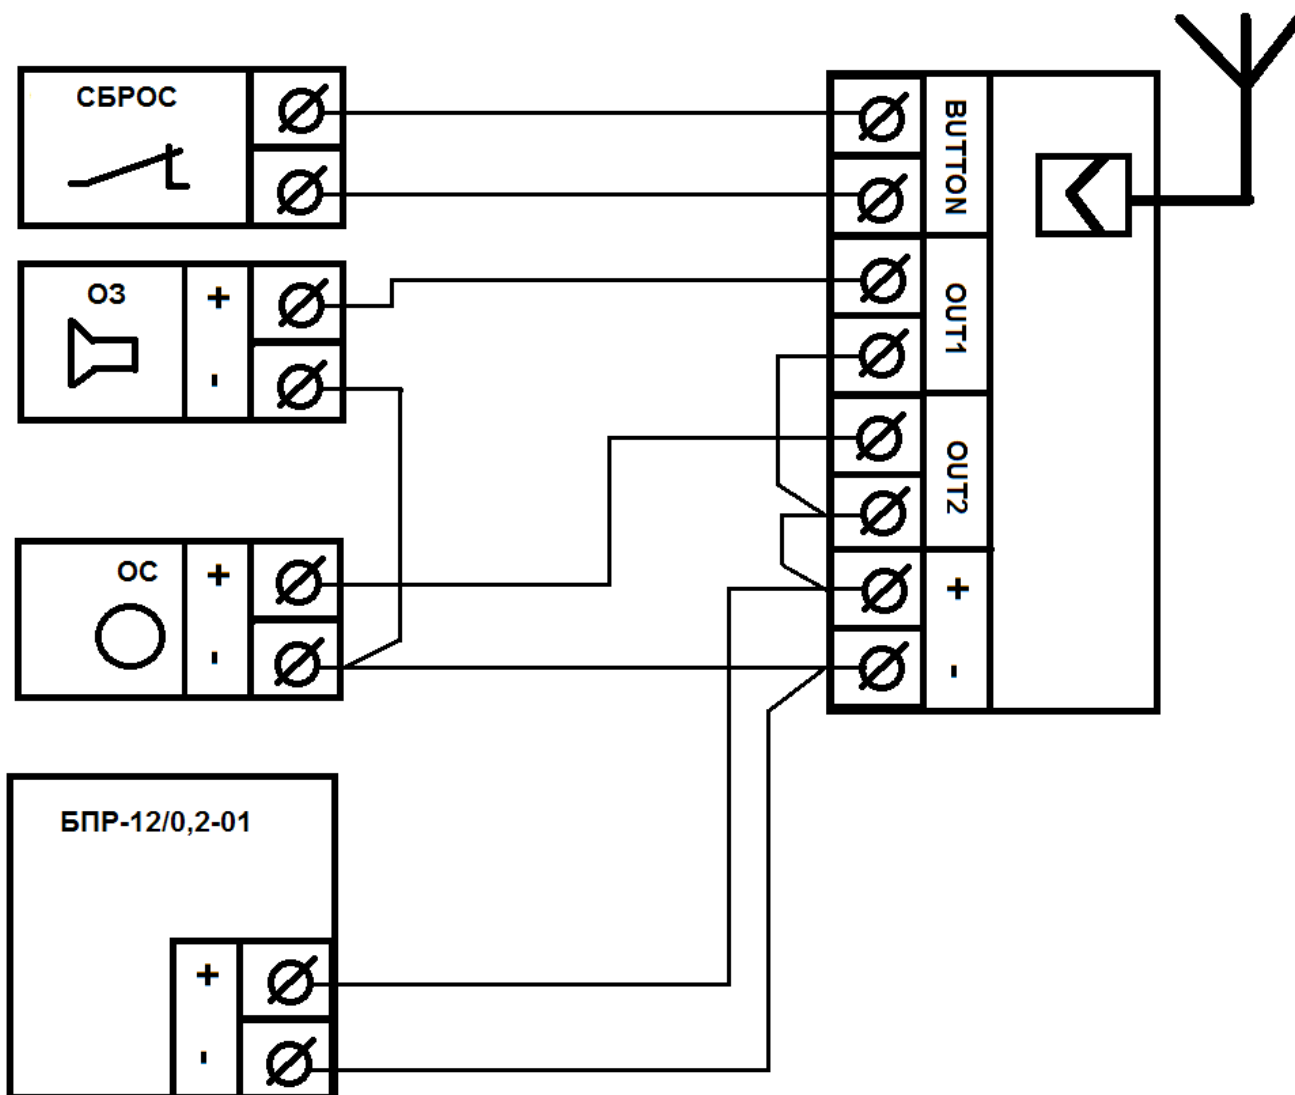 СБРОС
BUTTON
ОЗ
+
-
OUT1
OUT2
ОС
+
-
+
-
БПР-12/0,2-01
+
-